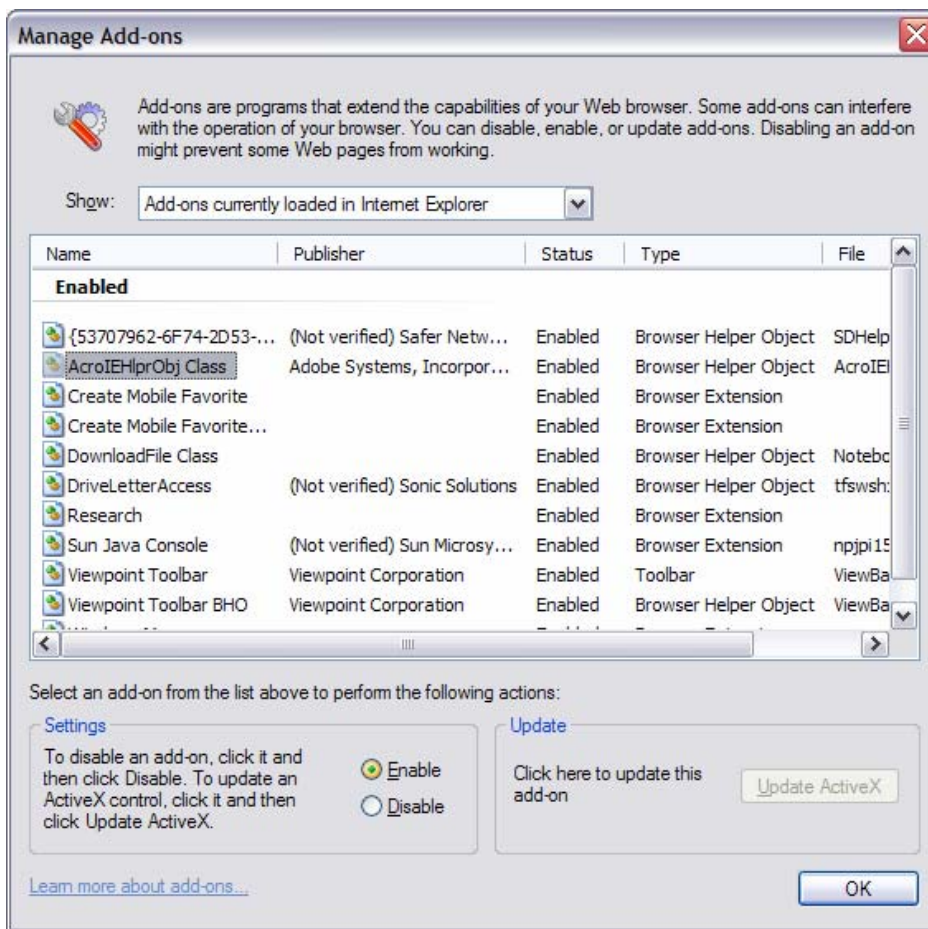 Manage Add-ons
Add-ons are programs that extend the capabilities of your Web browser. Some add-ons can interfere
with the operation of your browser. You can disable, enable, or update add-ons. Disabling an add-on
might prevent some Web pages from working.
Show: Add-ons currently loaded in Internet Explorer
Name Publisher Status Type File
Enabled
{53707962-6F74-2D53-... (Not verified) Safer Netw... Enabled Browser Helper Object SDHelp
AcroIEHlprObj Class Adobe Systems, Incorpor... Enabled Browser Helper Object AcroIEH
Create Mobile Favorite Enabled Browser Extension
Create Mobile Favorite... Enabled Browser Extension
DownloadFile Class Enabled Browser Helper Object Notebo
DriveLetterAccess (Not verified) Sonic Solutions Enabled Browser Helper Object tfswsh
Research Enabled Browser Extension
Sun Java Console (Not verified) Sun Microsy... Enabled Browser Extension npjpi15
Viewpoint Toolbar Viewpoint Corporation Enabled Toolbar ViewBa
Viewpoint Toolbar BHO Viewpoint Corporation Enabled Browser Helper Object ViewBa
Select an add-on from the list above to perform the following actions:
Settings
To disable an add-on, click it and
then click Disable. To update an
ActiveX control, click it and then
click Update ActiveX.
Enable
Disable
Update
Click here to update this
add-on
Update ActiveX
Learn more about add-ons...
OK